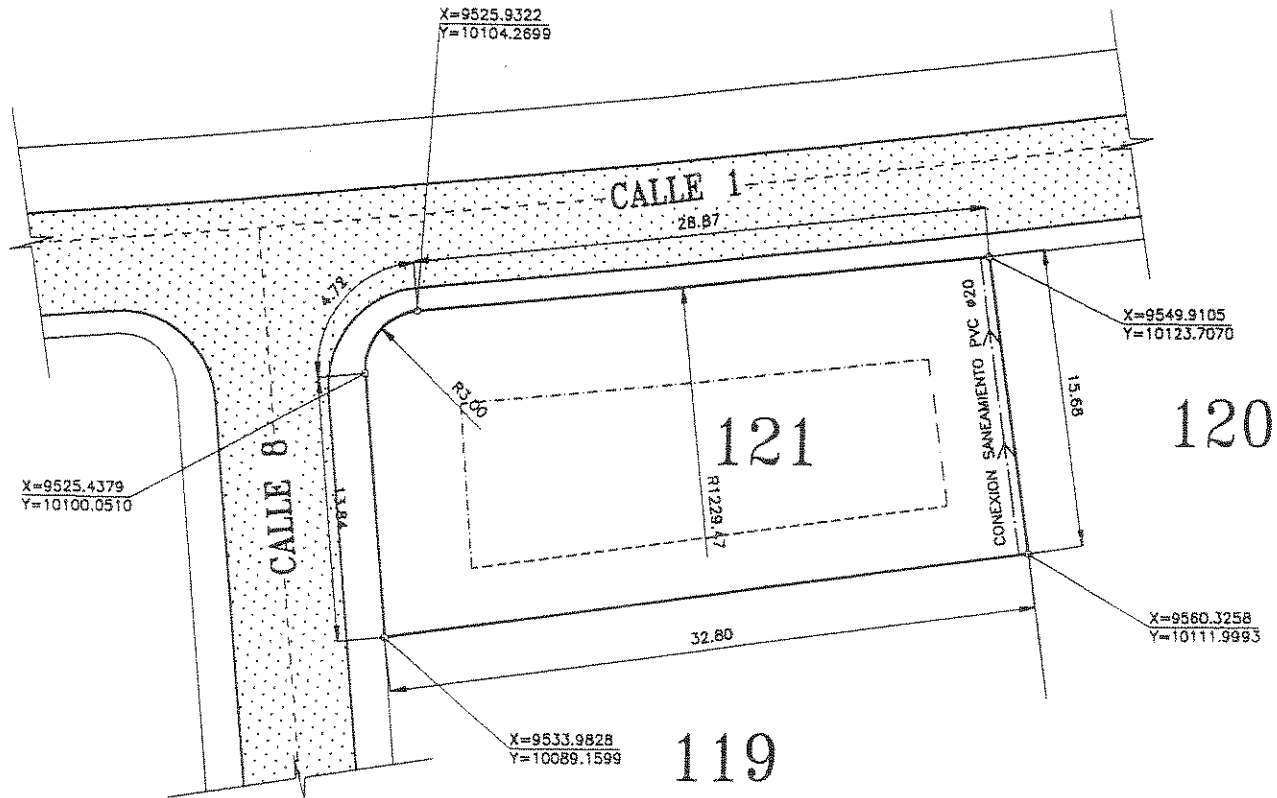 X=9525.9322
Y=10104.2699
CALLE 1
28.87
4.72
X=9549.9105
Y=10123.7070
CONEXION SANEAMIENTO PVC ø20
15.68
120
R3.00
121
R1229.47
X=9525.4379
Y=10100.0510
CALLE 8
13.84
X=9560.3258
Y=10111.9993
32.80
X=9533.9828
Y=10089.1599
119